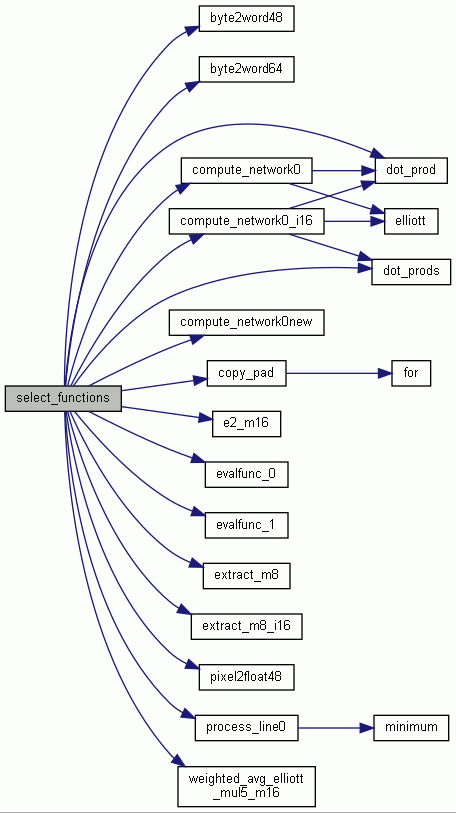 byte2word48
byte2word64
compute_network0
dot_prod
compute_network0_i16
elliott
dot_prods
compute_network0new
copy_pad
for
select_functions
e2_m16
evalfunc_0
evalfunc_1
extract_m8
extract_m8_i16
pixel2float48
process_line0
minimum
weighted_avg_elliott
_mul5_m16